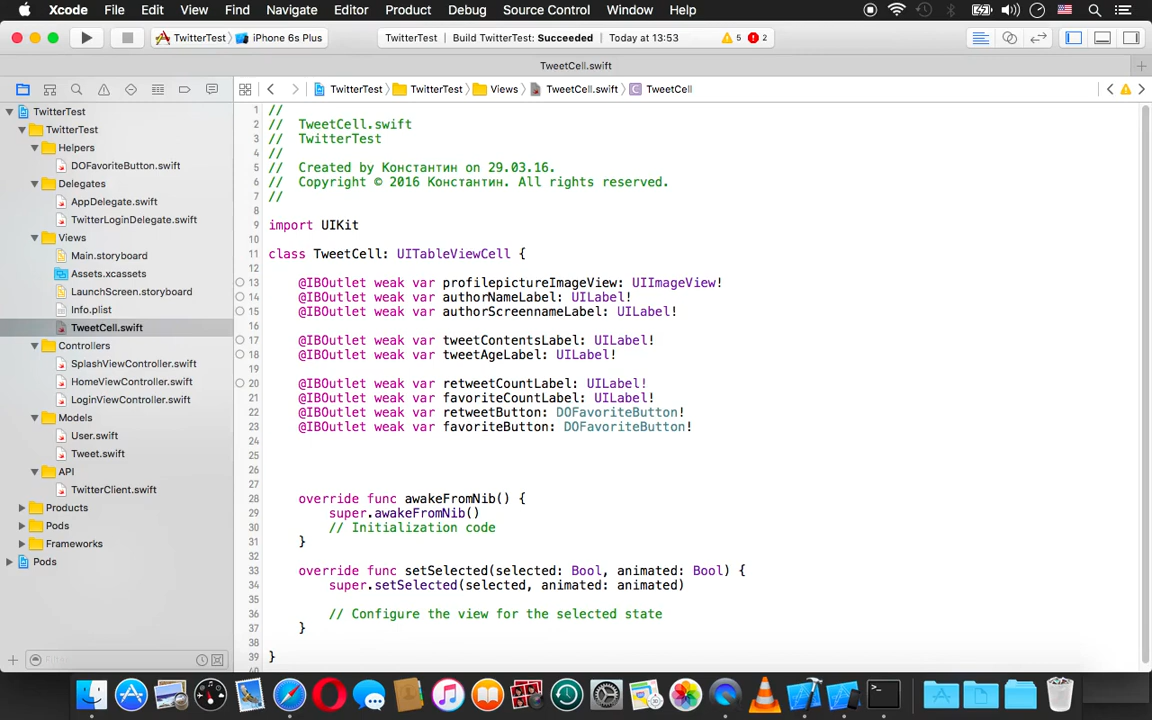 Xcode File Edit View Find Navigate Editor Product Debug Source Control Window Help
TwitterTest iPhone 6s Plus TwitterTest | Build TwitterTest: Succeeded | Today at 13:53 5 2
TweetCell.swift
TwitterTest TwitterTest Views TweetCell.swift C TweetCell
TwitterTest
TwitterTest
Helpers
DOFavoriteButton.swift
Delegates
AppDelegate.swift
TwitterLoginDelegate.swift
Views
Main.storyboard
Assets.xcassets
LaunchScreen.storyboard
Info.plist
TweetCell.swift
Controllers
SplashViewController.swift
HomeViewController.swift
LoginViewController.swift
Models
User.swift
Tweet.swift
API
TwitterClient.swift
Products
Pods
Frameworks
Pods
Filter
1 //
2 // TweetCell.swift
3 // TwitterTest
4 //
5 // Created by Константин on 29.03.16.
6 // Copyright © 2016 Константин. All rights reserved.
7 //
8
9 import UIKit
10
11 class TweetCell: UITableViewCell {
12
13 @IBOutlet weak var profilepictureImageView: UIImageView!
14 @IBOutlet weak var authorNameLabel: UILabel!
15 @IBOutlet weak var authorScreennameLabel: UILabel!
16
17 @IBOutlet weak var tweetContentsLabel: UILabel!
18 @IBOutlet weak var tweetAgeLabel: UILabel!
19
20 @IBOutlet weak var retweetCountLabel: UILabel!
21 @IBOutlet weak var favoriteCountLabel: UILabel!
22 @IBOutlet weak var retweetButton: DOFavoriteButton!
23 @IBOutlet weak var favoriteButton: DOFavoriteButton!
24
25
26
27
28 override func awakeFromNib() {
29 super.awakeFromNib()
30 // Initialization code
31 }
32
33 override func setSelected(selected: Bool, animated: Bool) {
34 super.setSelected(selected, animated: animated)
35
36 // Configure the view for the selected state
37 }
38
39 }
40